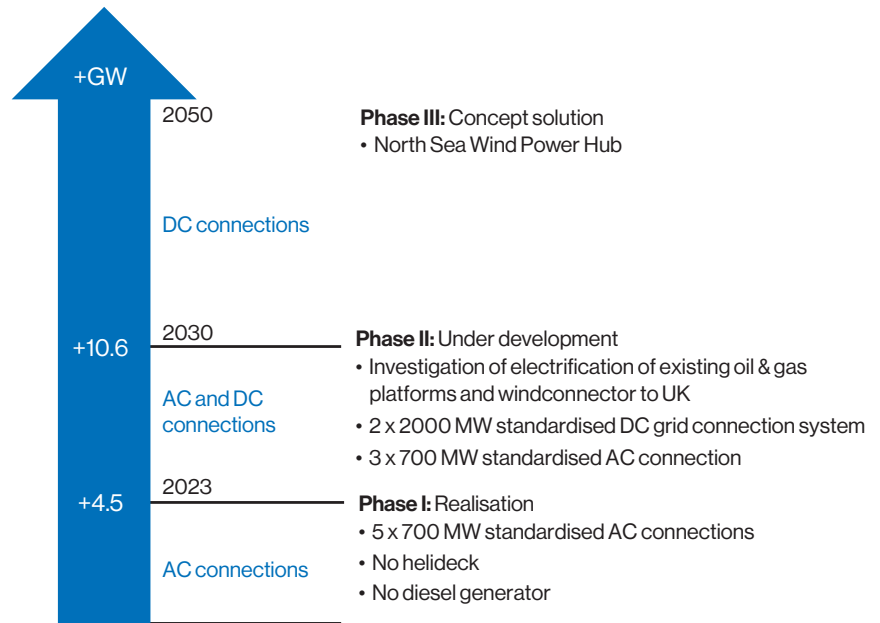 +GW
2050
Phase III: Concept solution
• North Sea Wind Power Hub
DC connections
2030
+10.6
Phase II: Under development
• Investigation of electrification of existing oil & gas
platforms and windconnector to UK
AC and DC
connections
• 2 x 2000 MW standardised DC grid connection system
• 3 x 700 MW standardised AC connection
2023
+4.5
Phase I: Realisation
• 5 x 700 MW standardised AC connections
AC connections
• No helideck
• No diesel generator